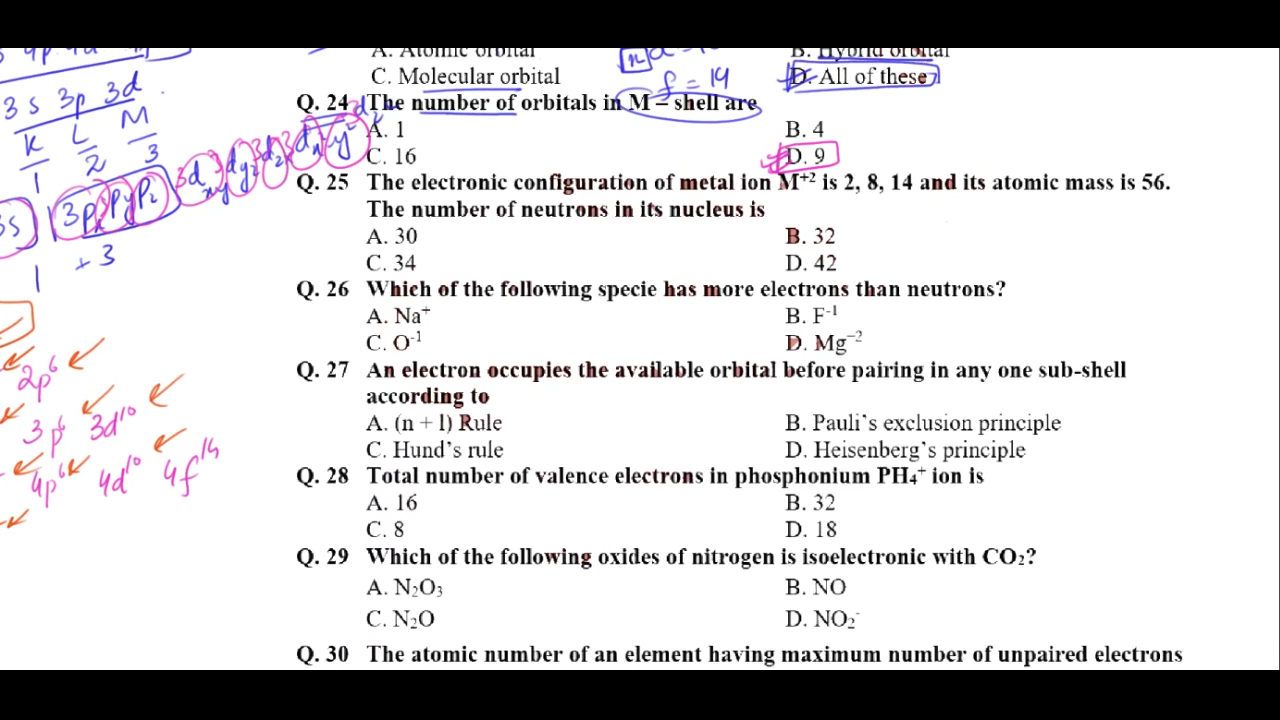 A. Atomic orbital B. Hybrid orbital
C. Molecular orbital D. All of these
f = 14
3s 3p 3d
K L M
1 2 3
Q. 24 The number of orbitals in M – shell are
A. 1 B. 4
C. 16 D. 9
Q. 25 The electronic configuration of metal ion M+2 is 2, 8, 14 and its atomic mass is 56.
The number of neutrons in its nucleus is
A. 30 B. 32
C. 34 D. 42
1 + 3
Q. 26 Which of the following specie has more electrons than neutrons?
A. Na+ B. F-1
C. O-1 D. Mg-2
Q. 27 An electron occupies the available orbital before pairing in any one sub-shell
according to
A. (n + l) Rule B. Pauli's exclusion principle
C. Hund's rule D. Heisenberg's principle
2p6
3p6 3d10
4p6 4d10 4f14
Q. 28 Total number of valence electrons in phosphonium PH4+ ion is
A. 16 B. 32
C. 8 D. 18
Q. 29 Which of the following oxides of nitrogen is isoelectronic with CO2?
A. N2O3 B. NO
C. N2O D. NO2-
Q. 30 The atomic number of an element having maximum number of unpaired electrons